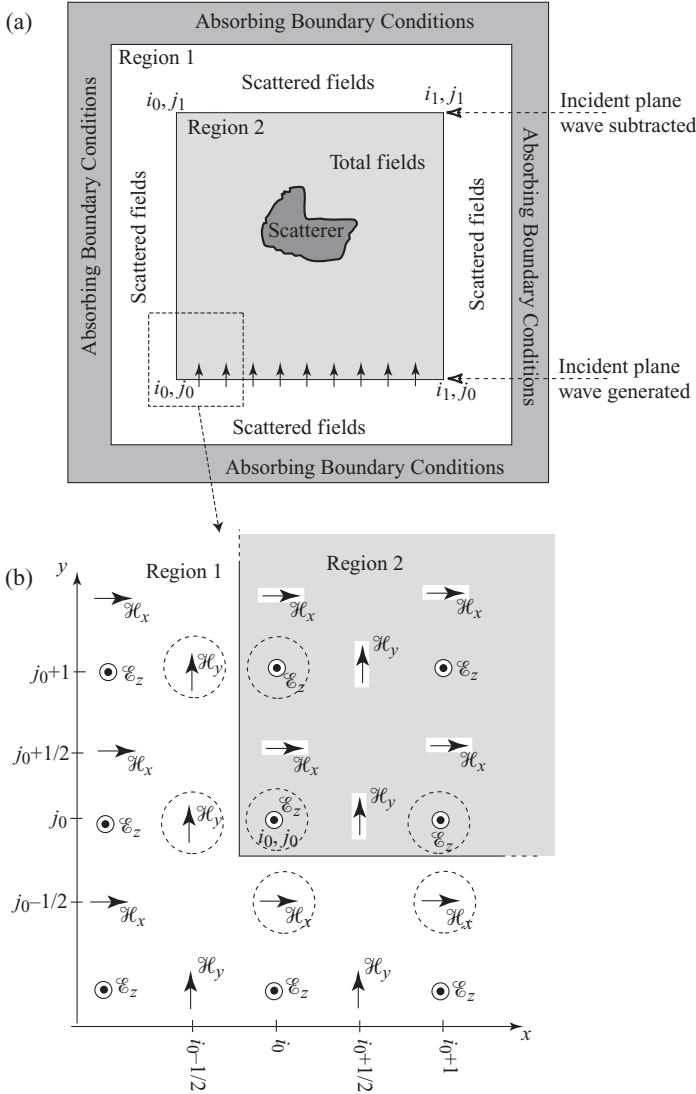 (a)
Absorbing Boundary Conditions
Region 1
Scattered fields
i₀, j₁
i₁, j₁
Incident plane
wave subtracted
Region 2
Total fields
Absorbing Boundary Conditions
Scattered fields
Scatterer
Scattered fields
Absorbing Boundary Conditions
i₀, j₀
i₁, j₀
Incident plane
wave generated
Scattered fields
Absorbing Boundary Conditions
(b)
y
Region 1
Region 2
ℋx ℋx ℋx
ℋy
j₀+1 ℰz ℋy ℰz ℰz
j₀+1/2 ℋx ℋx ℋx
ℋy
j₀ ℰz ℋy ℰz ℰz
i₀, j₀
j₀−1/2 ℋx ℋx ℋx
ℋy ℋy
ℰz ℰz ℰz
x
i₀−1/2 i₀ i₀+1/2 i₀+1